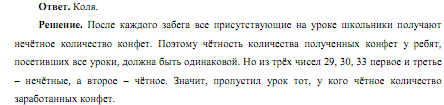 Ответ. Коля.
Решение. После каждого забега все присутствующие на уроке школьники получают
нечётное количество конфет. Поэтому чётность количества полученных конфет у ребят,
посетивших все уроки, должна быть одинаковой. Но из трёх чисел 29, 30, 33 первое и третье
– нечётные, а второе – чётное. Значит, пропустил урок тот, у кого чётное количество
заработанных конфет.